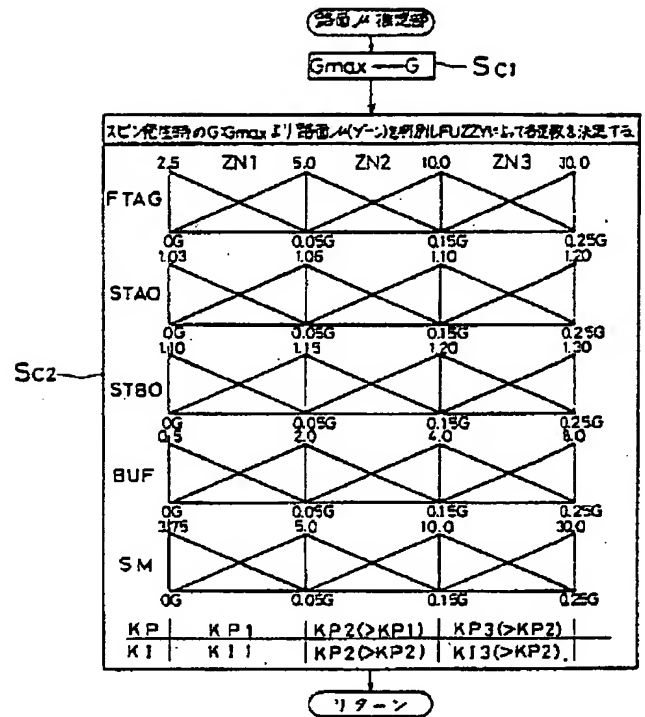 路面μ推定部
Gmax — G
SC1
スピン発生時のG:Gmaxより路面μ(ゾーン)を判別しFUZZYによって各定数を決定する
2.5 ZN1 5.0 ZN2 10.0 ZN3 30.0
FTAG
0G 0.05G 0.15G 0.25G
1.03 1.06 1.10 1.20
STAO
0G 0.05G 0.15G 0.25G
1.10 1.15 1.20 1.30
SC2
STBO
0G 0.05G 0.15G 0.25G
0.5 2.0 4.0 8.0
BUF
0G 0.05G 0.15G 0.25G
3.75 5.0 10.0 30.0
SM
0G 0.05G 0.15G 0.25G
KP KP1 KP2(>KP1) KP3(>KP2)
KI KI1 KP2(>KP2) KI3(>KP2).
リターン